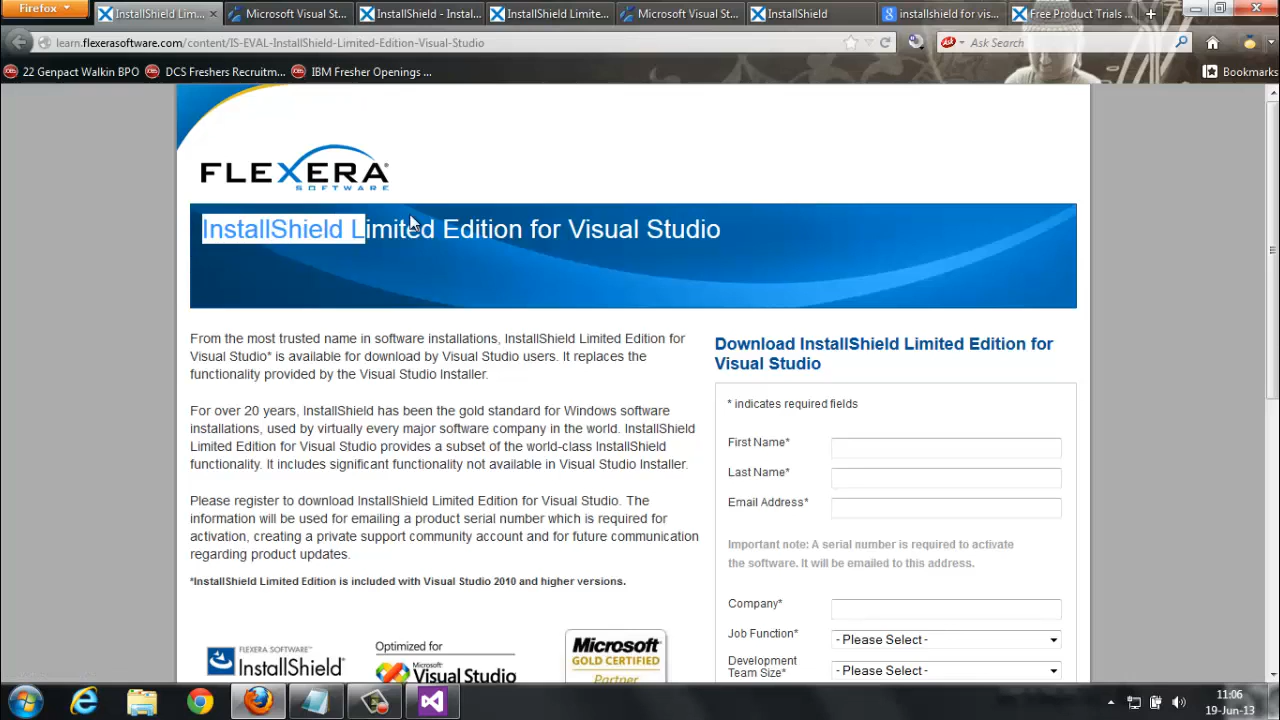 Firefox
InstallShield Lim...
Microsoft Visual St...
InstallShield - Instal...
InstallShield Limite...
Microsoft Visual St...
InstallShield
installshield for vis...
Free Product Trials ...
learn.flexerasoftware.com/content/IS-EVAL-InstallShield-Limited-Edition-Visual-Studio
Ask Search
22 Genpact Walkin BPO
DCS Freshers Recruitm...
IBM Fresher Openings ...
Bookmarks
FLEXERA
SOFTWARE
InstallShield Limited Edition for Visual Studio
From the most trusted name in software installations, InstallShield Limited Edition for
Visual Studio* is available for download by Visual Studio users. It replaces the
functionality provided by the Visual Studio Installer.
For over 20 years, InstallShield has been the gold standard for Windows software
installations, used by virtually every major software company in the world. InstallShield
Limited Edition for Visual Studio provides a subset of the world-class InstallShield
functionality. It includes significant functionality not available in Visual Studio Installer.
Please register to download InstallShield Limited Edition for Visual Studio. The
information will be used for emailing a product serial number which is required for
activation, creating a private support community account and for future communication
regarding product updates.
*InstallShield Limited Edition is included with Visual Studio 2010 and higher versions.
FLEXERA SOFTWARE
InstallShield
Optimized for
Microsoft
Visual Studio
Microsoft
GOLD CERTIFIED
Partner
Download InstallShield Limited Edition for
Visual Studio
* indicates required fields
First Name*
Last Name*
Email Address*
Important note: A serial number is required to activate
the software. It will be emailed to this address.
Company*
Job Function*
- Please Select -
Development
Team Size*
- Please Select -
11:06
19-Jun-13